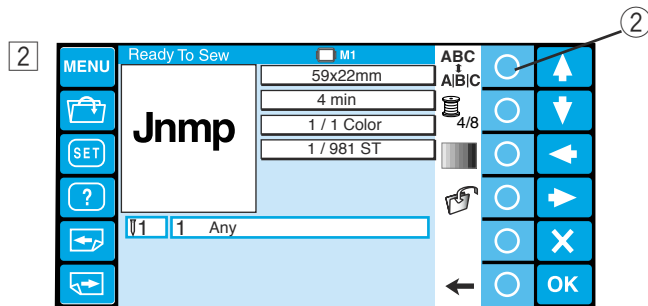 2
2
MENU
Ready To Sew
M1
ABC
A|B|C
59x22mm
4 min
4/8
Jnmp
1 / 1 Color
SET
1 / 981 ST
?
1
1 Any
OK